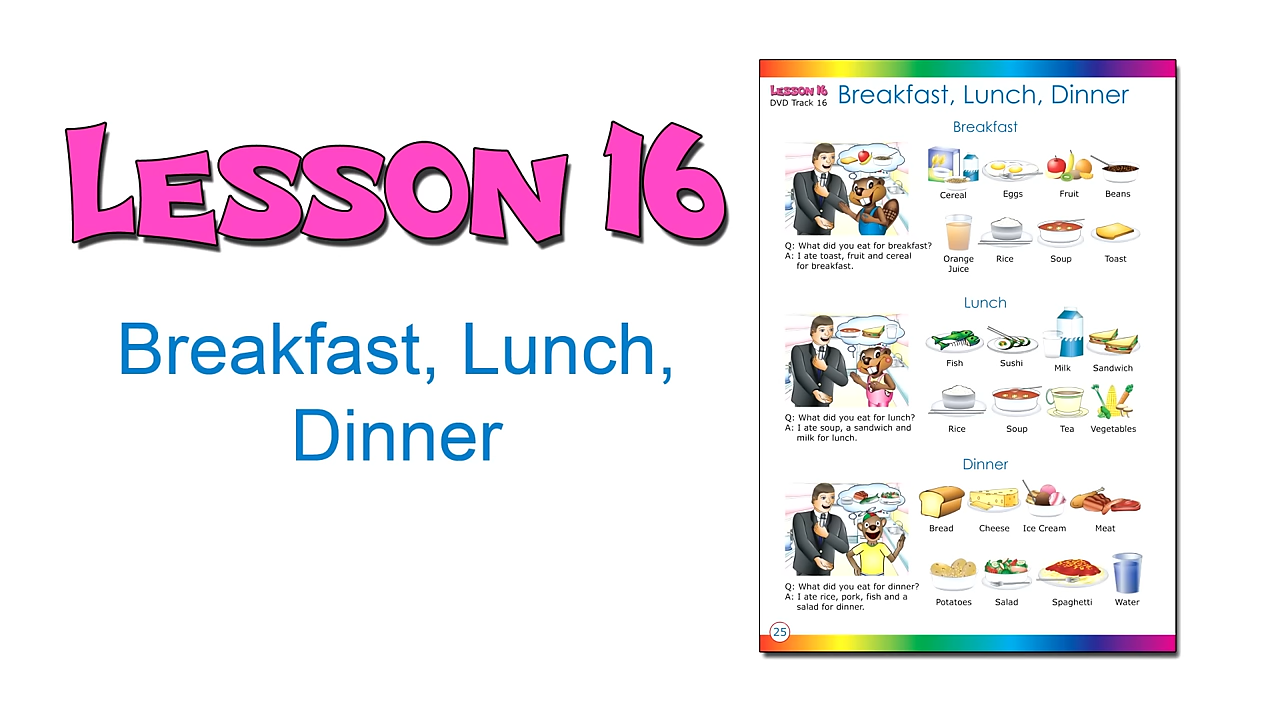 LESSON 16
Breakfast, Lunch,
Dinner
LESSON 16
DVD Track 16
Breakfast, Lunch, Dinner
Breakfast
Cereal
Eggs
Fruit
Beans
Q: What did you eat for breakfast?
A: I ate toast, fruit and cereal
for breakfast.
Orange
Juice
Rice
Soup
Toast
Lunch
Fish
Sushi
Milk
Sandwich
Q: What did you eat for lunch?
A: I ate soup, a sandwich and
milk for lunch.
Rice
Soup
Tea
Vegetables
Dinner
Bread
Cheese
Ice Cream
Meat
Q: What did you eat for dinner?
A: I ate rice, pork, fish and a
salad for dinner.
Potatoes
Salad
Spaghetti
Water
25